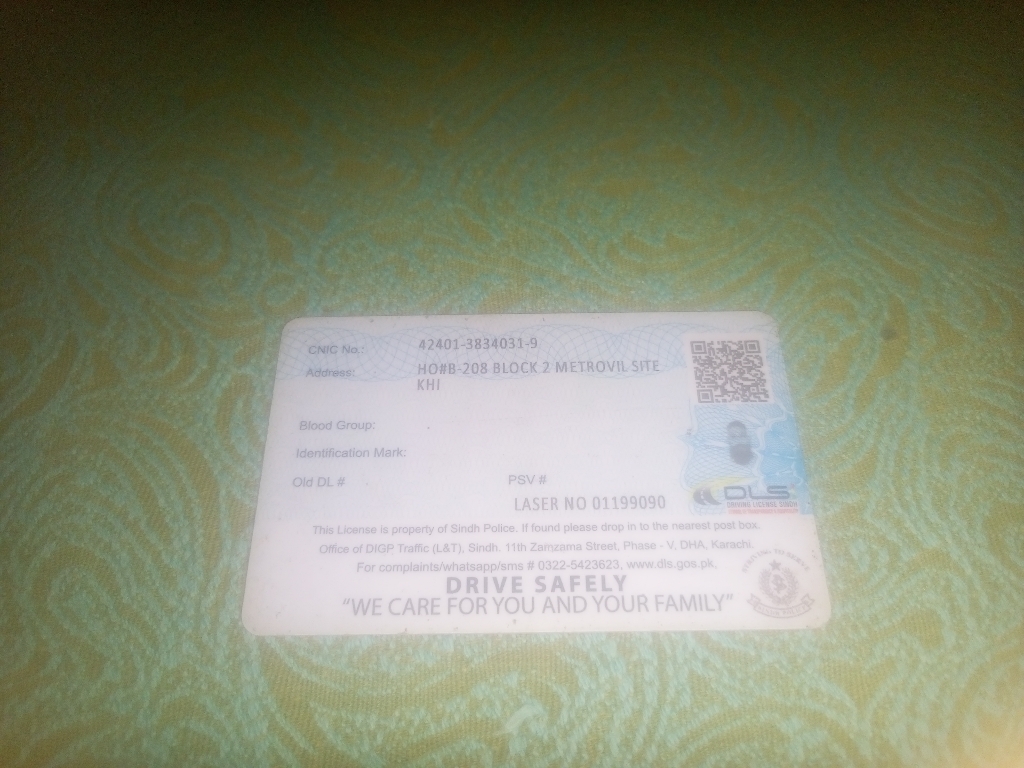 CNIC No.: 42401-3834031-9
Address: HO#B-208 BLOCK 2 METROVIL SITE
KHI
Blood Group:
Identification Mark:
Old DL # PSV #
LASER NO 01199090
DLS
DRIVING LICENSE SINDH
This License is property of Sindh Police. If found please drop in to the nearest post box.
Office of DIGP Traffic (L&T), Sindh. 11th Zamzama Street, Phase - V, DHA, Karachi.
For complaints/whatsapp/sms # 0322-5423623, www.dls.gos.pk,
DRIVE SAFELY
"WE CARE FOR YOU AND YOUR FAMILY"